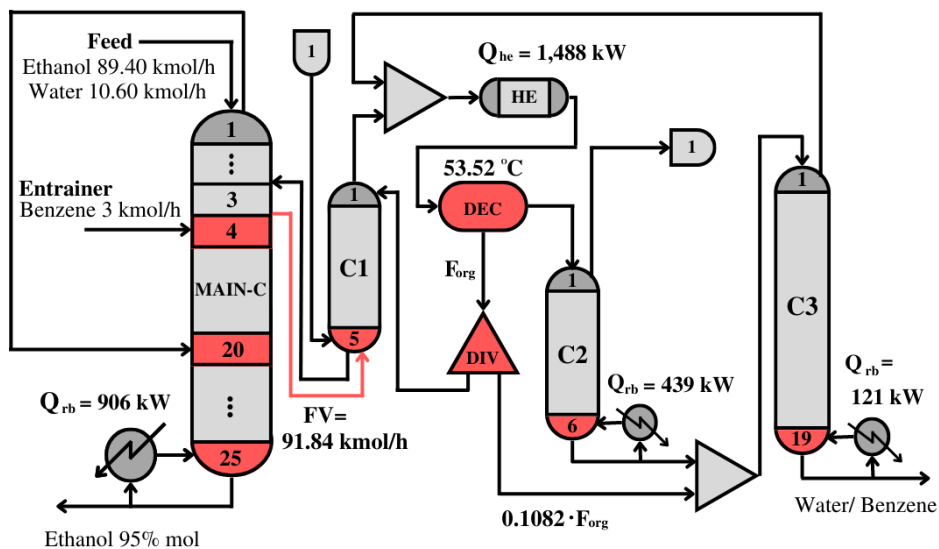 Feed
Ethanol 89.40 kmol/h
Water 10.60 kmol/h
1
Q_he = 1,488 kW
HE
1
⋮
3
Entrainer
Benzene 3 kmol/h
4
MAIN-C
20
⋮
Q_rb = 906 kW
25
Ethanol 95% mol
1
C1
5
FV=
91.84 kmol/h
53.52 °C
DEC
F_org
DIV
0.1082·F_org
1
1
C2
Q_rb = 439 kW
6
1
C3
Q_rb =
121 kW
19
Water/ Benzene